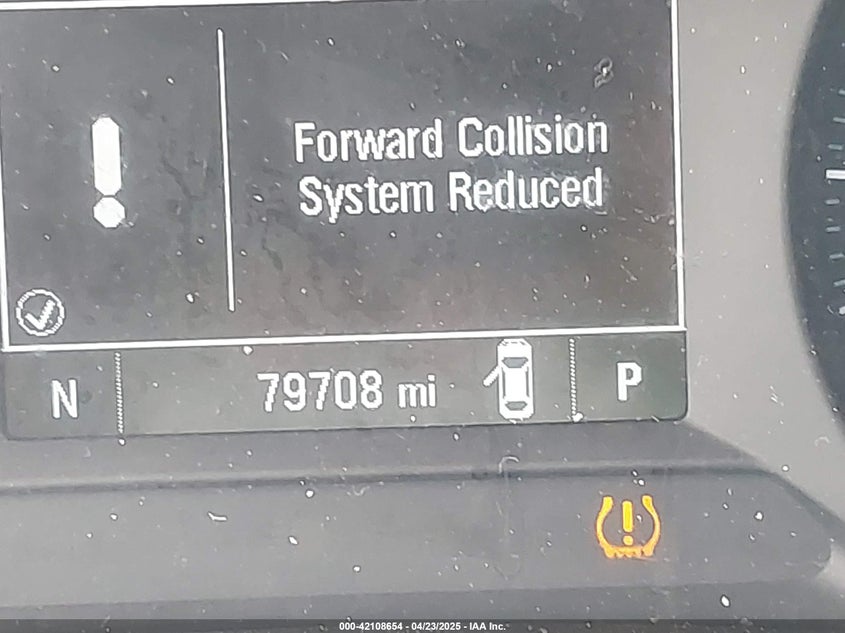 Forward Collision
System Reduced
N 79708 mi P
000-42108654 - 04/23/2025 - IAA Inc.